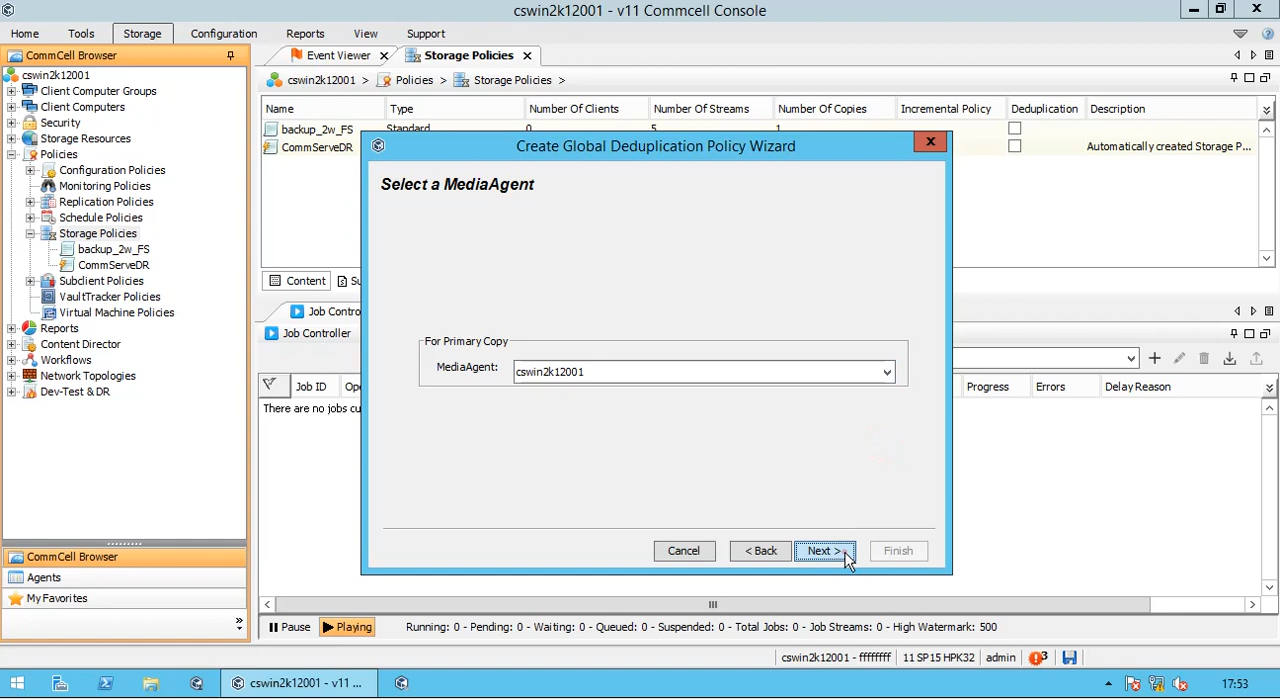 cswin2k12001 - v11 Commcell Console
Home Tools Storage Configuration Reports View Support
CommCell Browser
Event Viewer Storage Policies
cswin2k12001
cswin2k12001 > Policies > Storage Policies >
Client Computer Groups
Client Computers
Security
Storage Resources
Policies
Configuration Policies
Monitoring Policies
Replication Policies
Schedule Policies
Storage Policies
backup_2w_FS
CommServeDR
Subclient Policies
VaultTracker Policies
Virtual Machine Policies
Reports
Content Director
Workflows
Network Topologies
Dev-Test & DR
CommCell Browser
Agents
My Favorites
Name Type Number Of Clients Number Of Streams Number Of Copies Incremental Policy Deduplication Description
backup_2w_FS Standard 0 5 1
CommServeDR Automatically created Storage P...
Content Su
Create Global Deduplication Policy Wizard
Select a MediaAgent
For Primary Copy
MediaAgent: cswin2k12001
Cancel < Back Next > Finish
Job Contro
Job Controller
Job ID Ope Progress Errors Delay Reason
There are no jobs cu
Pause Playing Running: 0 - Pending: 0 - Waiting: 0 - Queued: 0 - Suspended: 0 - Total Jobs: 0 - Job Streams: 0 - High Watermark: 500
cswin2k12001 - ffffffff 11 SP15 HPK32 admin 3
cswin2k12001 - v11 ... 17:53